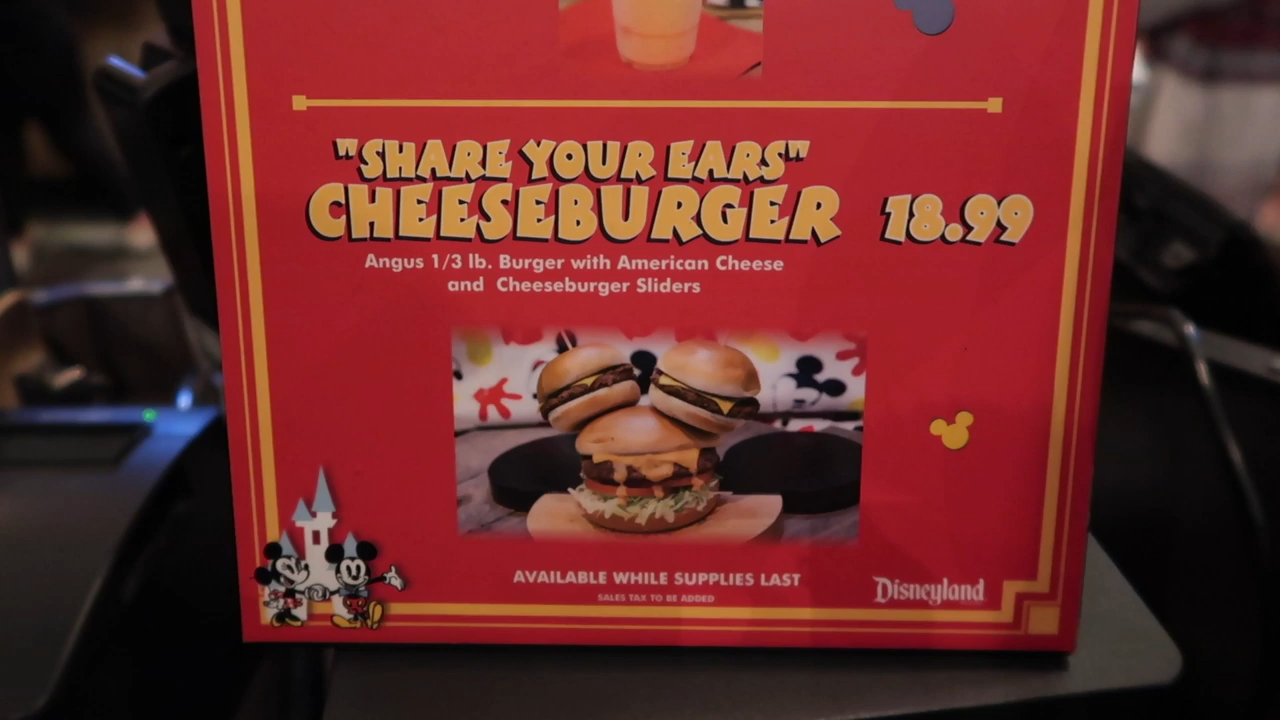 "SHARE YOUR EARS"
CHEESEBURGER 18.99
Angus 1/3 lb. Burger with American Cheese
and Cheeseburger Sliders
AVAILABLE WHILE SUPPLIES LAST
SALES TAX TO BE ADDED
Disneyland